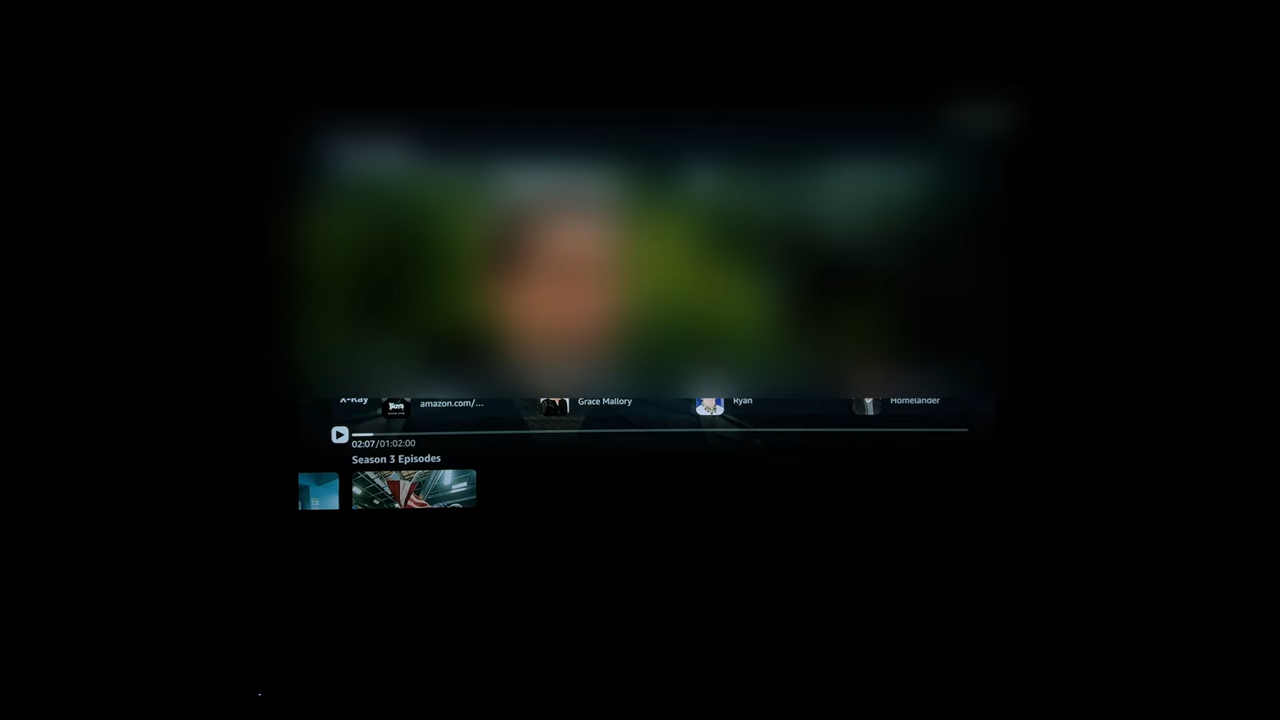 X-Ray
amazon.com/...
Grace Mallory
Ryan
Homelander
02:07/01:02:00
Season 3 Episodes